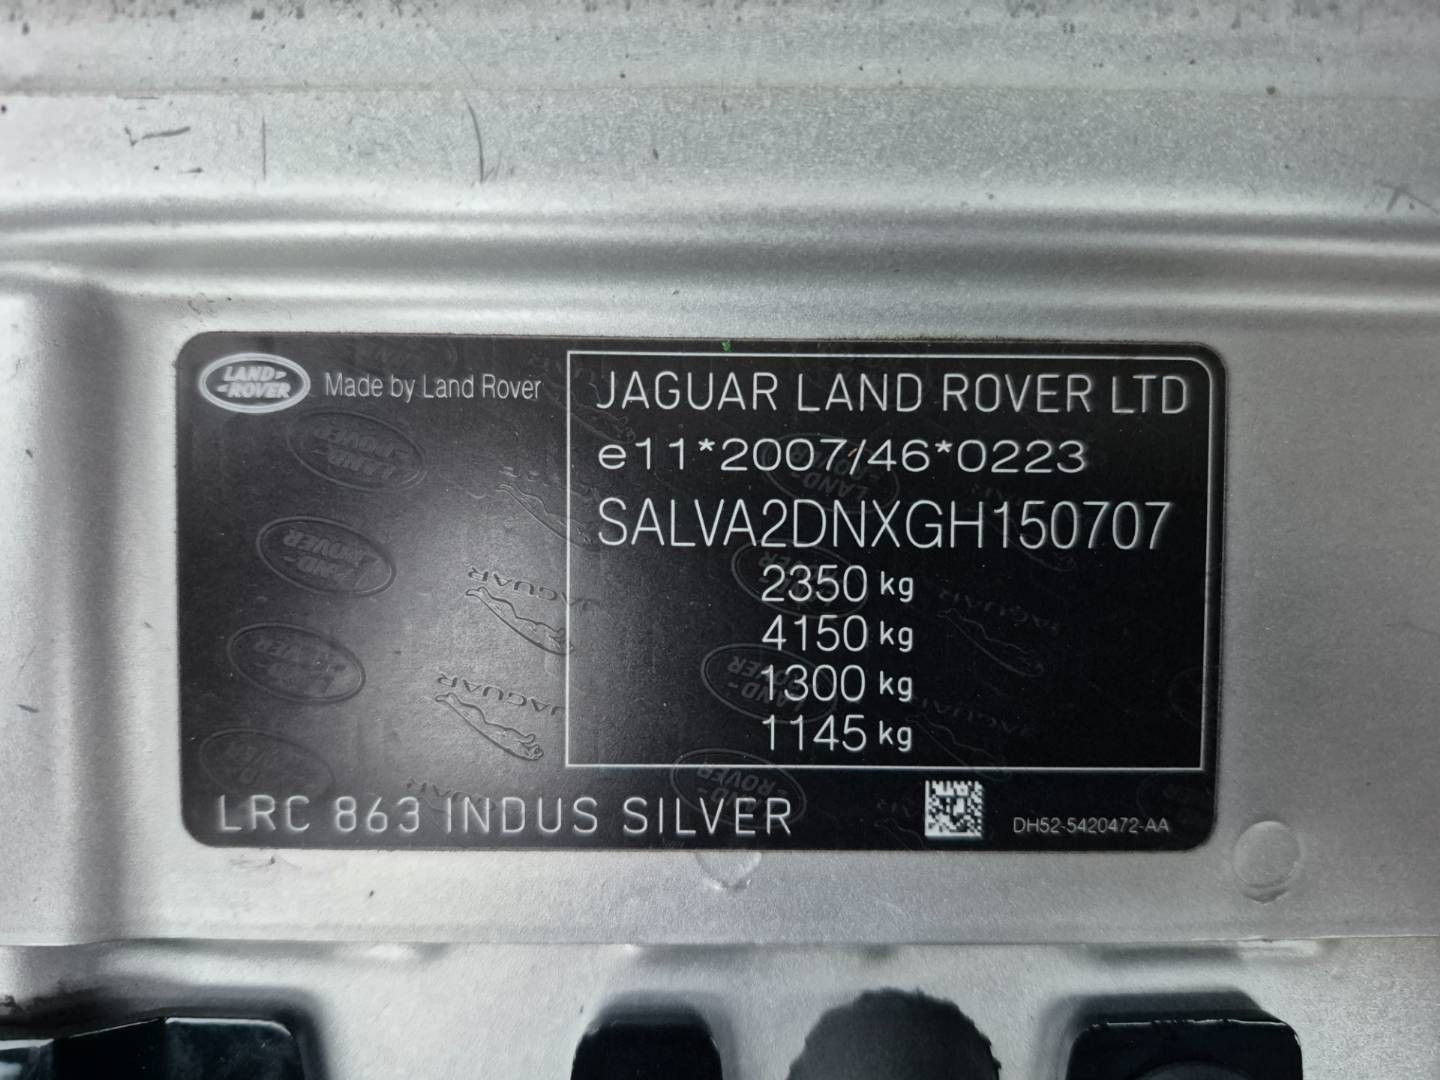 LAND ROVER
Made by Land Rover
JAGUAR LAND ROVER LTD
e11*2007/46*0223
SALVA2DNXGH150707
2350 kg
4150 kg
1300 kg
1145 kg
LRC 863 INDUS SILVER
DH52-5420472-AA